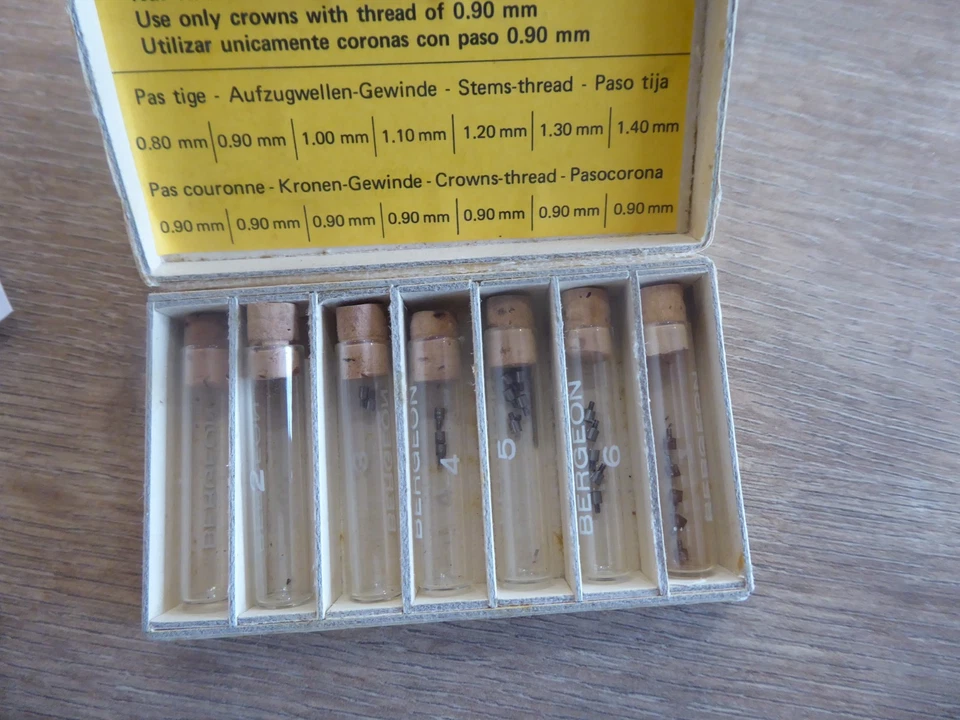 Use only crowns with thread of 0.90 mm
Utilizar unicamente coronas con paso 0.90 mm
Pas tige - Aufzugwellen-Gewinde - Stems-thread - Paso tija
0.80 mm 0.90 mm 1.00 mm 1.10 mm 1.20 mm 1.30 mm 1.40 mm
Pas couronne - Kronen-Gewinde - Crowns-thread - Pasocorona
0.90 mm 0.90 mm 0.90 mm 0.90 mm 0.90 mm 0.90 mm 0.90 mm
BERGEON
2
3 BERGEON
BERGEON 4
5
BERGEON 6
BERGEON